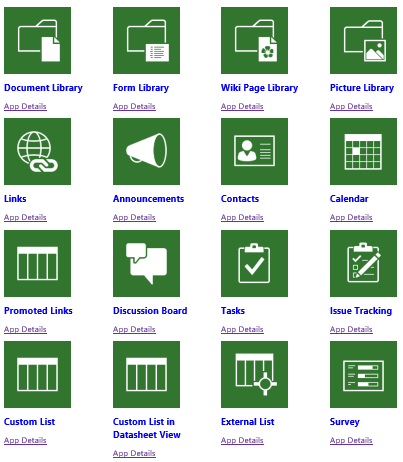 Document Library
Form Library
Wiki Page Library
Picture Library
App Details
App Details
App Details
App Details
Links
Announcements
Contacts
Calendar
App Details
App Details
App Details
App Details
Promoted Links
Discussion Board
Tasks
Issue Tracking
App Details
App Details
App Details
App Details
Custom List
Custom List in
Datasheet View
External List
Survey
App Details
App Details
App Details
App Details